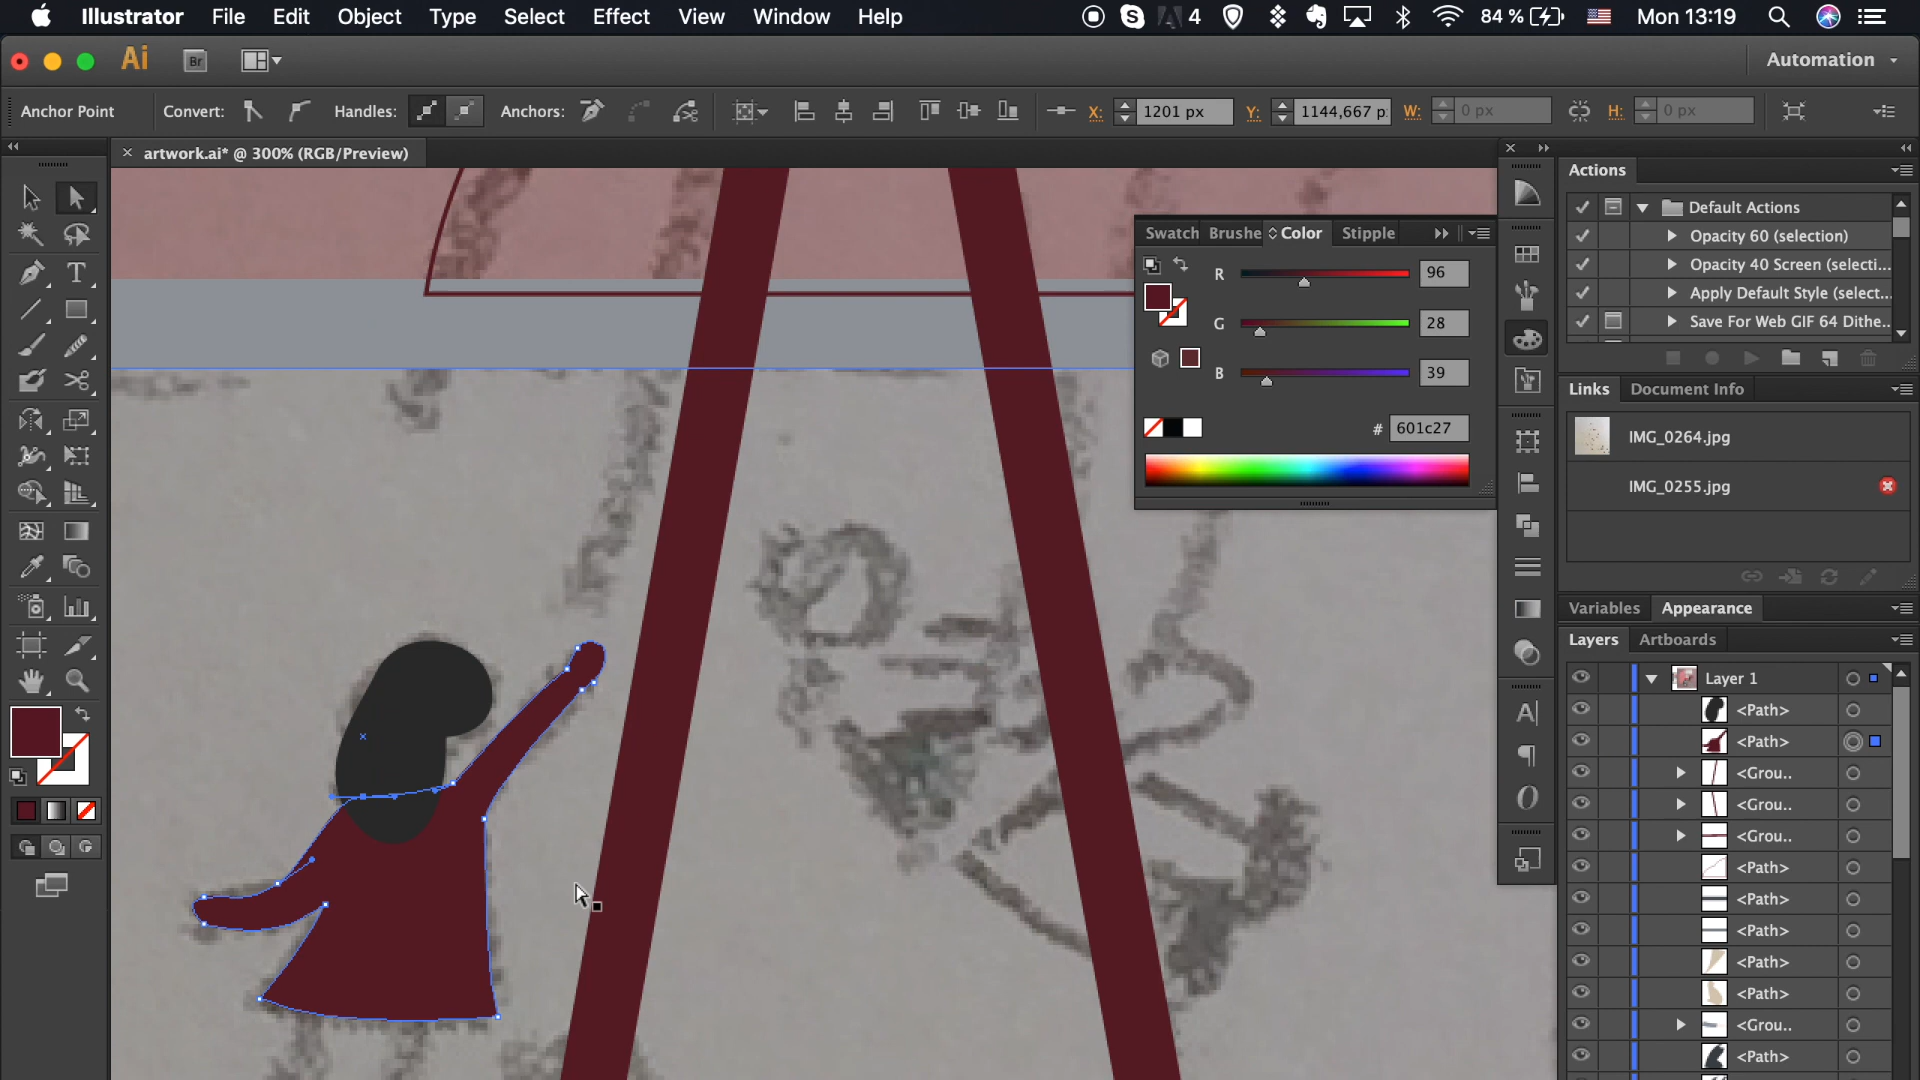 Illustrator File Edit Object Type Select Effect View Window Help 4 84 % Mon 13:19
Ai Br Automation
Anchor Point Convert: Handles: Anchors: X: 1201 px Y: 1144,667 p W: 0 px H: 0 px
artwork.ai* @ 300% (RGB/Preview)
Actions
Default Actions
Opacity 60 (selection)
Opacity 40 Screen (selecti...
Apply Default Style (select...
Save For Web GIF 64 Dithe...
Swatch Brushe Color Stipple
R 96
G 28
B 39
# 601c27
Links Document Info
IMG_0264.jpg
IMG_0255.jpg
Variables Appearance
Layers Artboards
Layer 1
<Path>
<Path>
<Grou..
<Grou..
<Grou..
<Path>
<Path>
<Path>
<Path>
<Path>
<Grou..
<Path>